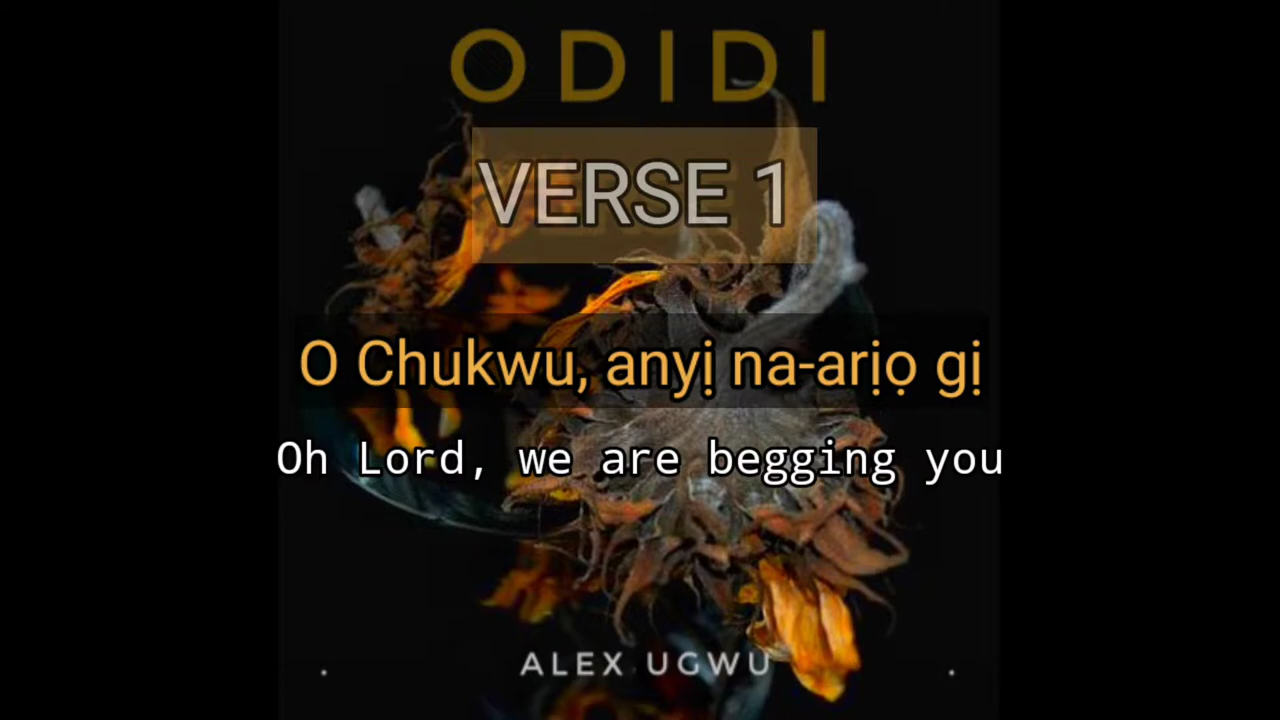 ODIDI
VERSE 1
O Chukwu, anyị na-arịọ gị
Oh Lord, we are begging you
. ALEX UGWU .